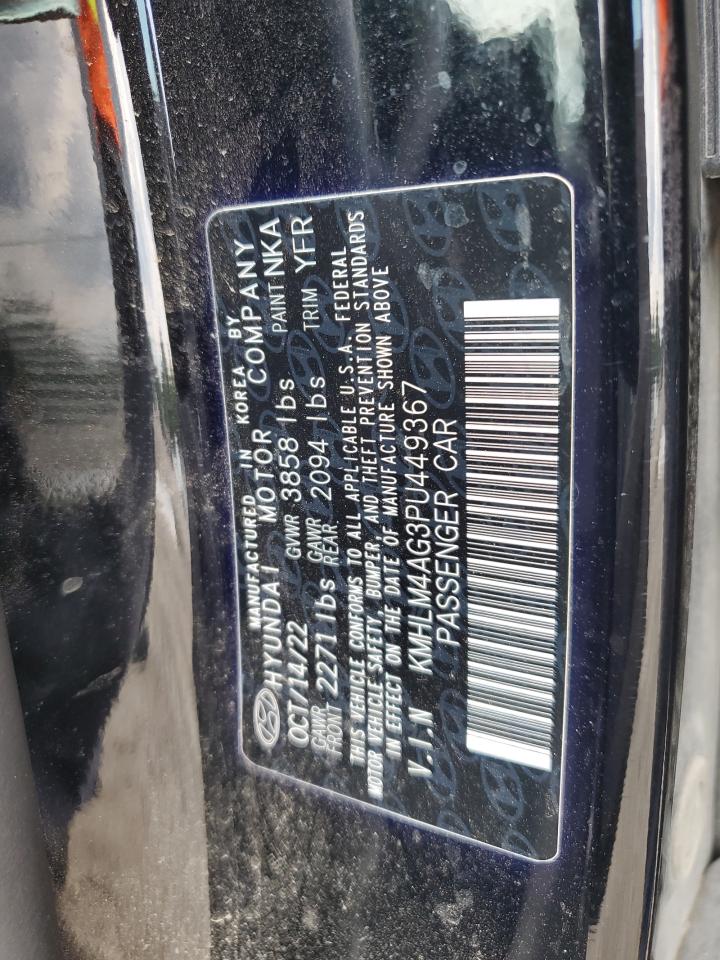 MANUFACTURED IN KOREA BY
HYUNDAI MOTOR COMPANY
OCT/14/22 GVWR 3858 lbs PAINT NKA
GAWR FRONT 2271 lbs GAWR REAR 2094 lbs TRIM YFR
THIS VEHICLE CONFORMS TO ALL APPLICABLE U.S.A. FEDERAL
MOTOR VEHICLE SAFETY, BUMPER, AND THEFT PREVENTION STANDARDS
IN EFFECT ON THE DATE OF MANUFACTURE SHOWN ABOVE
V.I.N KMHLM4AG3PU449367
PASSENGER CAR